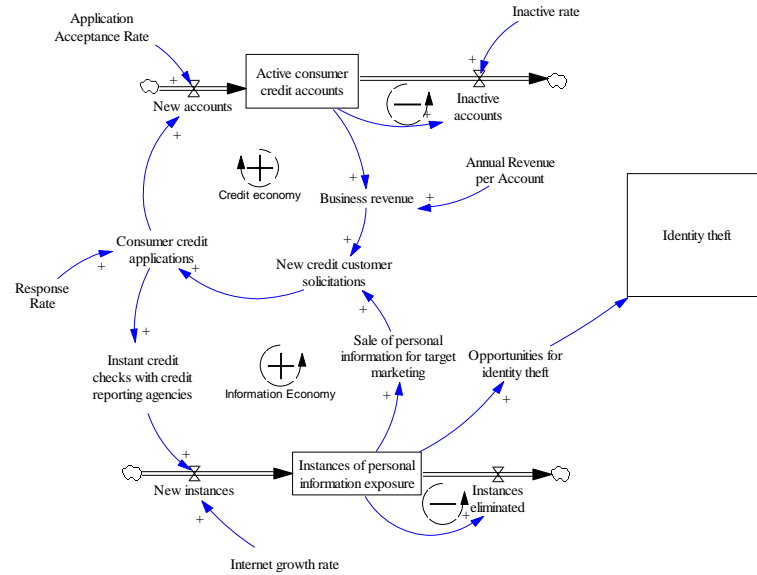 Application
Acceptance Rate
Inactive rate
Active consumer
credit accounts
+
+
New accounts
Inactive
accounts
+
+
Credit economy
+
Annual Revenue
per Account
Business revenue
+
Identity theft
Consumer credit
applications
+
+
+
New credit customer
solicitations
Response
Rate
+
+
+
Instant credit
checks with credit
reporting agencies
Sale of personal
information for target
marketing
Opportunities for
identity theft
Information Economy
+
+
+
New instances
Instances of personal
information exposure
Instances
eliminated
+
+
Internet growth rate